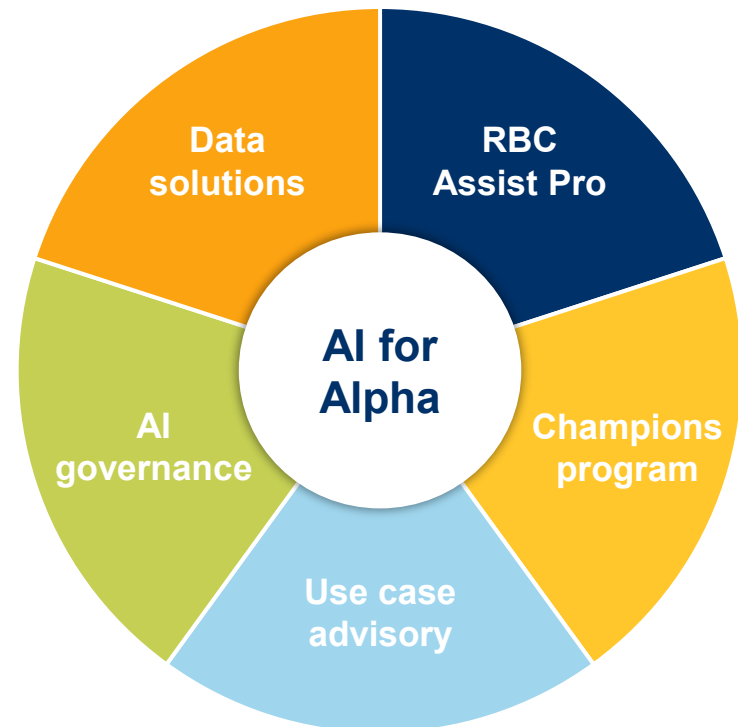 Data
solutions
RBC
Assist Pro
AI for
Alpha
AI
governance
Champions
program
Use case
advisory